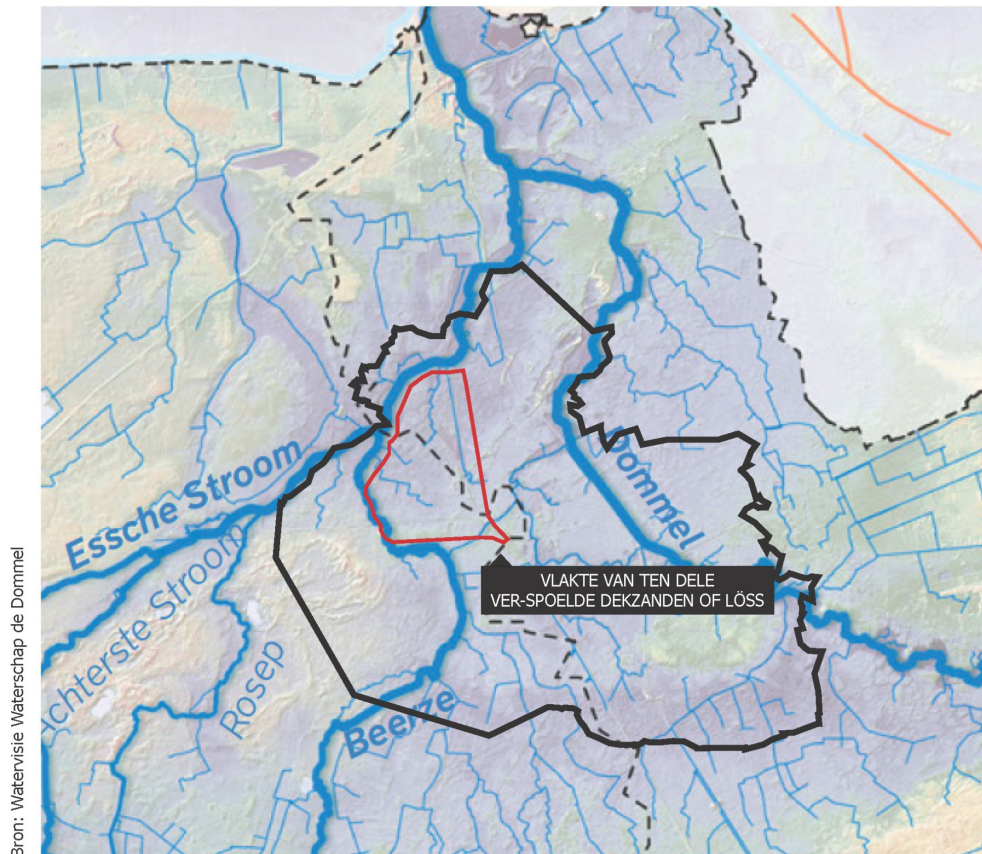 Essche Stroom
Dommel
VLAKTE VAN TEN DELE
VER-SPOELDE DEKZANDEN OF LÖSS
Achterste Stroom
Rosep
Beerze
Bron: Watervisie Waterschap de Dommel